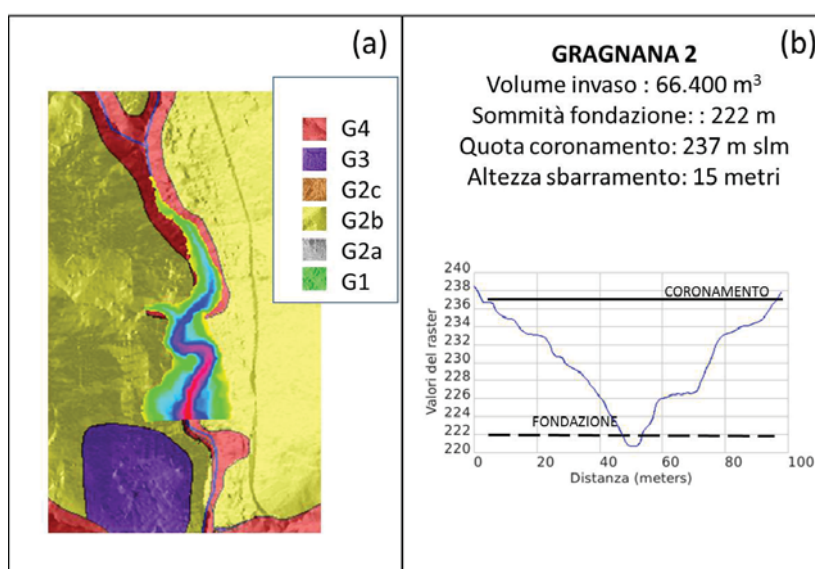 (a)
G4
G3
G2c
G2b
G2a
G1
(b)
GRAGNANA 2
Volume invaso : 66.400 m³
Sommità fondazione: : 222 m
Quota coronamento: 237 m slm
Altezza sbarramento: 15 metri
240
236
234
232
230
228
226
224
222
220
Valori del raster
CORONAMENTO
FONDAZIONE
0 20 40 60 80 100
Distanza (meters)